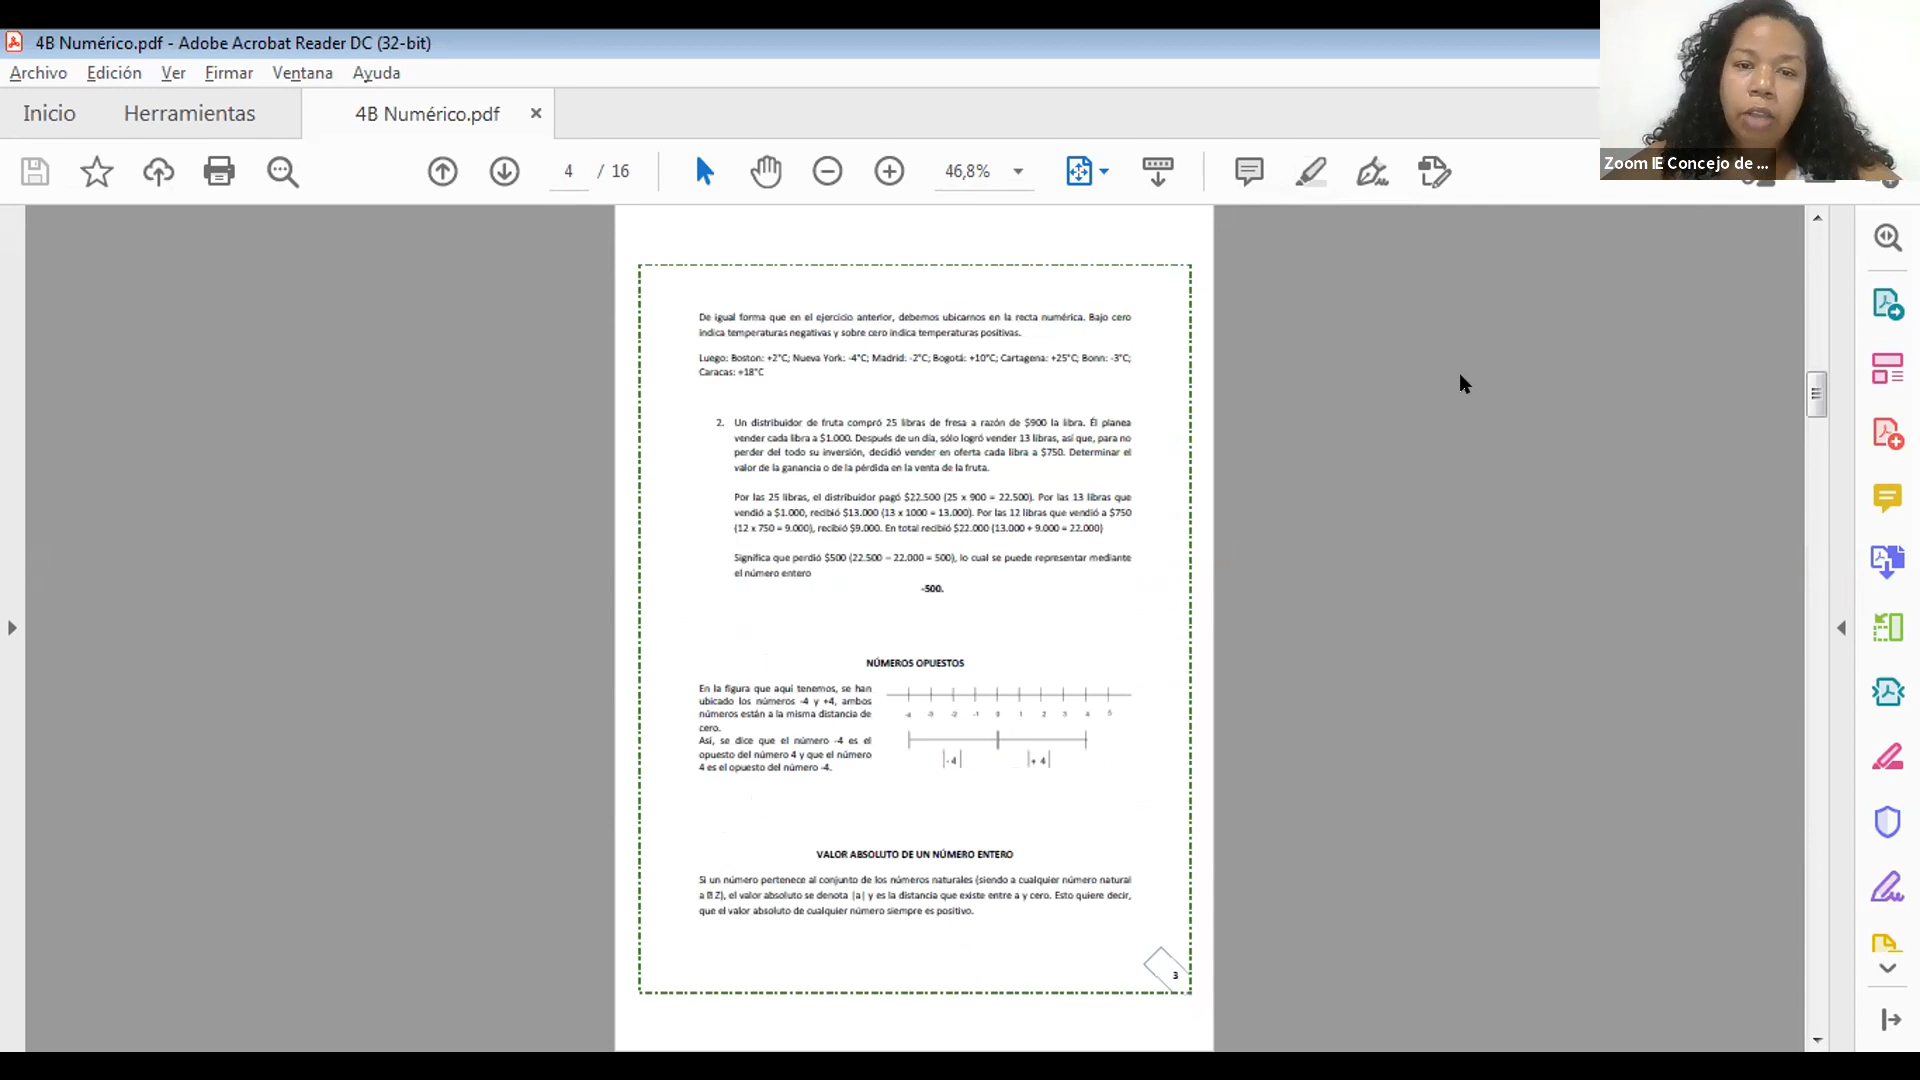 4B Numérico.pdf - Adobe Acrobat Reader DC (32-bit)
Archivo Edición Ver Firmar Ventana Ayuda
Inicio Herramientas 4B Numérico.pdf ×
4 / 16 46,8%
Zoom IE Concejo de ...
De igual forma que en el ejercicio anterior, debemos ubicarnos en la recta numérica. Bajo cero
indica temperaturas negativas y sobre cero indica temperaturas positivas.
Luego: Boston: +2°C; Nueva York: -4°C; Madrid: -2°C; Bogotá: +10°C; Cartagena: +25°C; Bonn: -3°C;
Caracas: +18°C
2. Un distribuidor de fruta compró 25 libras de fresa a razón de $900 la libra. Él planea
vender cada libra a $1.000. Después de un día, sólo logró vender 13 libras, así que, para no
perder del todo su inversión, decidió vender en oferta cada libra a $750. Determinar el
valor de la ganancia o de la pérdida en la venta de la fruta.
Por las 25 libras, el distribuidor pagó $22.500 (25 x 900 = 22.500). Por las 13 libras que
vendió a $1.000, recibió $13.000 (13 x 1000 = 13.000). Por las 12 libras que vendió a $750
(12 x 750 = 9.000), recibió $9.000. En total recibió $22.000 (13.000 + 9.000 = 22.000)
Significa que perdió $500 (22.500 – 22.000 = 500), lo cual se puede representar mediante
el número entero
-500.
NÚMEROS OPUESTOS
En la figura que aquí tenemos, se han
ubicado los números -4 y +4, ambos
números están a la misma distancia de
cero.
Así, se dice que el número -4 es el
opuesto del número 4 y que el número
4 es el opuesto del número -4.
-4 -3 -2 -1 0 1 2 3 4 5
|-4| |+4|
VALOR ABSOLUTO DE UN NÚMERO ENTERO
Si un número pertenece al conjunto de los números naturales (siendo a cualquier número natural
a Z), el valor absoluto se denota |a| y es la distancia que existe entre a y cero. Esto quiere decir,
que el valor absoluto de cualquier número siempre es positivo.
3